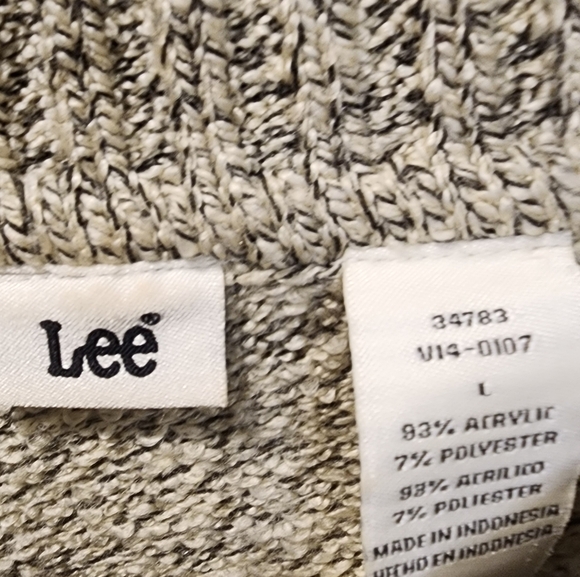 Lee®
34783
V14-0107
L
93% ACRYLIC
7% POLYESTER
93% ACRILICO
7% POLIESTER
MADE IN INDONESIA
HECHO EN INDONESIA